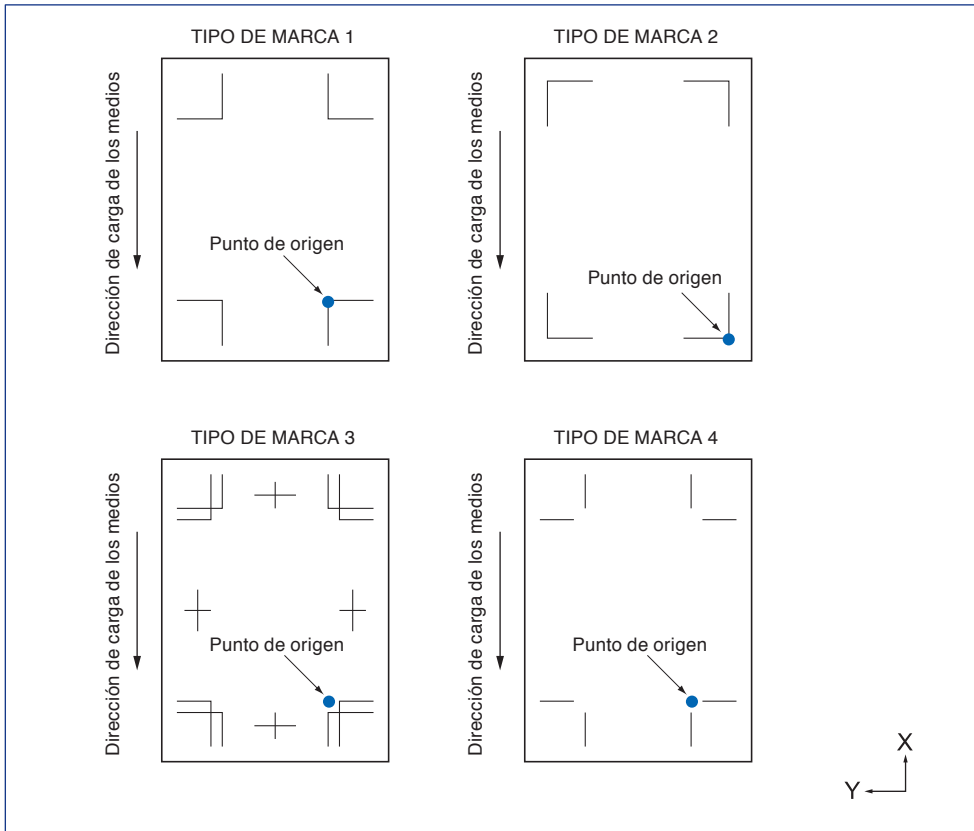 TIPO DE MARCA 1
Dirección de carga de los medios
Punto de origen
TIPO DE MARCA 2
Dirección de carga de los medios
Punto de origen
TIPO DE MARCA 3
Dirección de carga de los medios
Punto de origen
TIPO DE MARCA 4
Dirección de carga de los medios
Punto de origen
X
Y